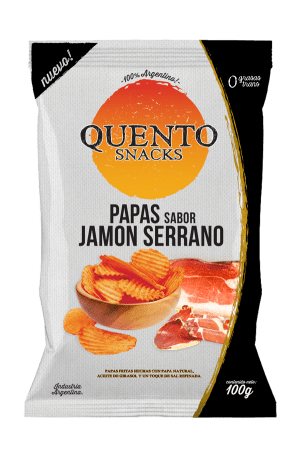 nuevo!
-100% Argentino!-
0 grasas
trans
QUENTO
SNACKS
PAPAS SABOR
JAMON SERRANO
PAPAS FRITAS HECHAS CON PAPA NATURAL,
ACEITE DE GIRASOL Y UN TOQUE DE SAL REFINADA.
Industria
Argentina.
contenido neto:
100g